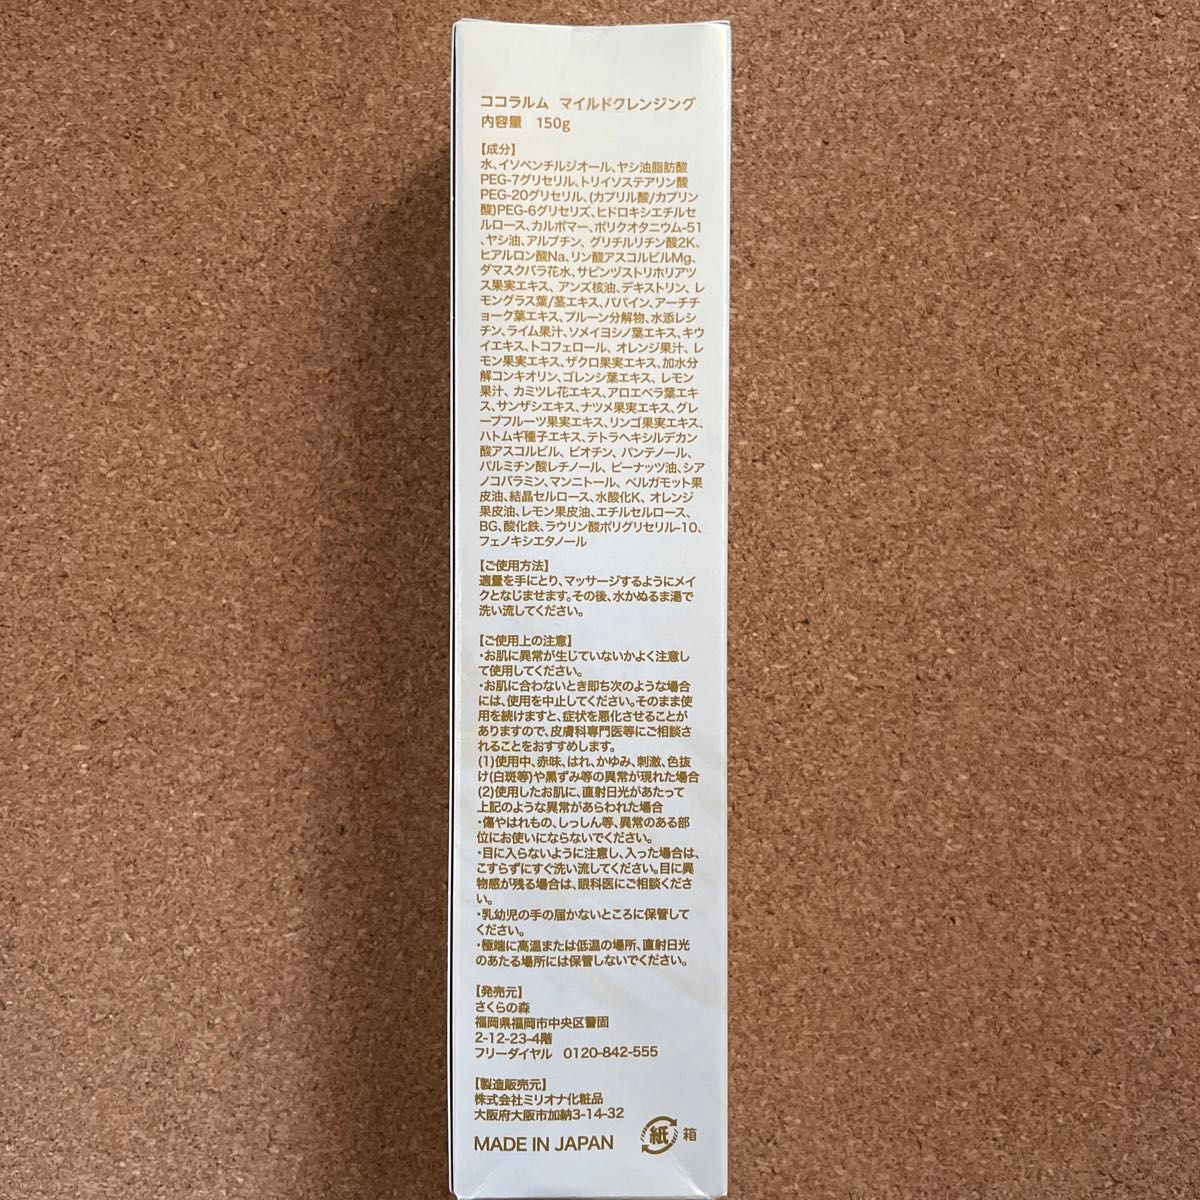 ココラルム マイルドクレンジング
内容量 150g
【成分】
水、イソペンチルジオール、ヤシ油脂肪酸
PEG-7グリセリル、トリイソステアリン酸
PEG-20グリセリル、(カプリル酸/カプリン
酸)PEG-6グリセリズ、ヒドロキシエチルセ
ルロース、カルボマー、ポリクオタニウム-51
、ヤシ油、アルブチン、グリチルリチン酸2K、
ヒアルロン酸Na、リン酸アスコルビルMg、
ダマスクバラ花水、サピンヅストリホリアツ
ス果実エキス、アンズ核油、デキストリン、レ
モングラス葉/茎エキス、パパイン、アーチチ
ョーク葉エキス、プルーン分解物、水添レシ
チン、ライム果汁、ソメイヨシノ葉エキス、キウ
イエキス、トコフェロール、オレンジ果汁、レ
モン果実エキス、ザクロ果実エキス、加水分
解コンキオリン、ゴレンシ葉エキス、レモン
果汁、カミツレ花エキス、アロエベラ葉エキ
ス、サンザシエキス、ナツメ果実エキス、グレ
ープフルーツ果実エキス、リンゴ果実エキス、
ハトムギ種子エキス、テトラヘキシルデカン
酸アスコルビル、ビオチン、パンテノール、
パルミチン酸レチノール、ピーナッツ油、シア
ノコバラミン、マンニトール、ベルガモット果
皮油、結晶セルロース、水酸化K、オレンジ
果皮油、レモン果皮油、エチルセルロース、
BG、酸化鉄、ラウリン酸ポリグリセリル-10、
フェノキシエタノール
【ご使用方法】
適量を手にとり、マッサージするようにメイ
クとなじませます。その後、水かぬるま湯で
洗い流してください。
【ご使用上の注意】
・お肌に異常が生じていないかよく注意し
て使用してください。
・お肌に合わないとき即ち次のような場合
には、使用を中止してください。そのまま使
用を続けますと、症状を悪化させることが
ありますので、皮膚科専門医等にご相談さ
れることをおすすめします。
(1)使用中、赤味、はれ、かゆみ、刺激、色抜
け(白斑等)や黒ずみ等の異常が現れた場合
(2)使用したお肌に、直射日光があたって
上記のような異常があらわれた場合
・傷やはれもの、しっしん等、異常のある部
位にお使いにならないでください。
・目に入らないように注意し、入った場合は、
こすらずにすぐ洗い流してください。目に異
物感が残る場合は、眼科医にご相談くださ
い。
・乳幼児の手の届かないところに保管して
ください。
・極端に高温または低温の場所、直射日光
のあたる場所には保管しないでください。
【発売元】
さくらの森
福岡県福岡市中央区警固
2-12-23-4階
フリーダイヤル 0120-842-555
【製造販売元】
株式会社ミリオナ化粧品
大阪府大阪市加納3-14-32
MADE IN JAPAN
紙 箱